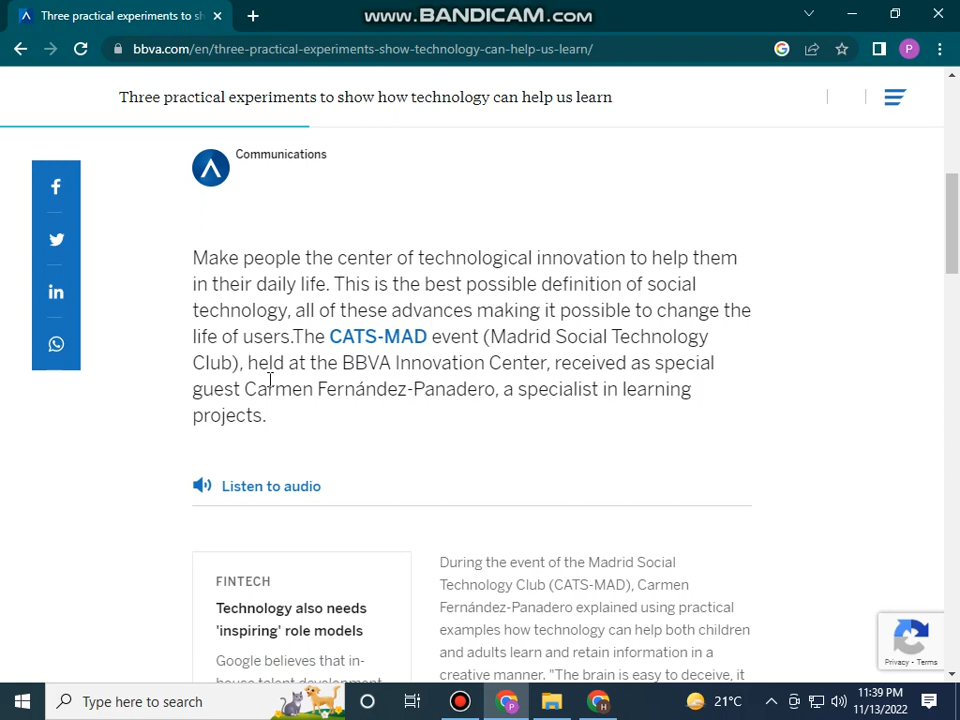 Three practical experiments to sh
www.BANDICAM.com
bbva.com/en/three-practical-experiments-show-technology-can-help-us-learn/
P
Three practical experiments to show how technology can help us learn
Communications
Make people the center of technological innovation to help them
in their daily life. This is the best possible definition of social
technology, all of these advances making it possible to change the
life of users.The CATS-MAD event (Madrid Social Technology
Club), held at the BBVA Innovation Center, received as special
guest Carmen Fernández-Panadero, a specialist in learning
projects.
Listen to audio
FINTECH
Technology also needs
'inspiring' role models
Google believes that in-
house talent development
During the event of the Madrid Social
Technology Club (CATS-MAD), Carmen
Fernández-Panadero explained using practical
examples how technology can help both children
and adults learn and retain information in a
creative manner. "The brain is easy to deceive, it
Privacy - Terms
Type here to search
P
H
21°C
11:39 PM
11/13/2022